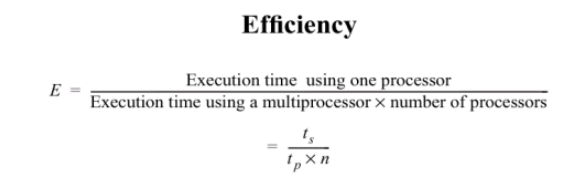 Efficiency
E = Execution time using one processor
Execution time using a multiprocessor × number of processors
= t_s
t_p × n